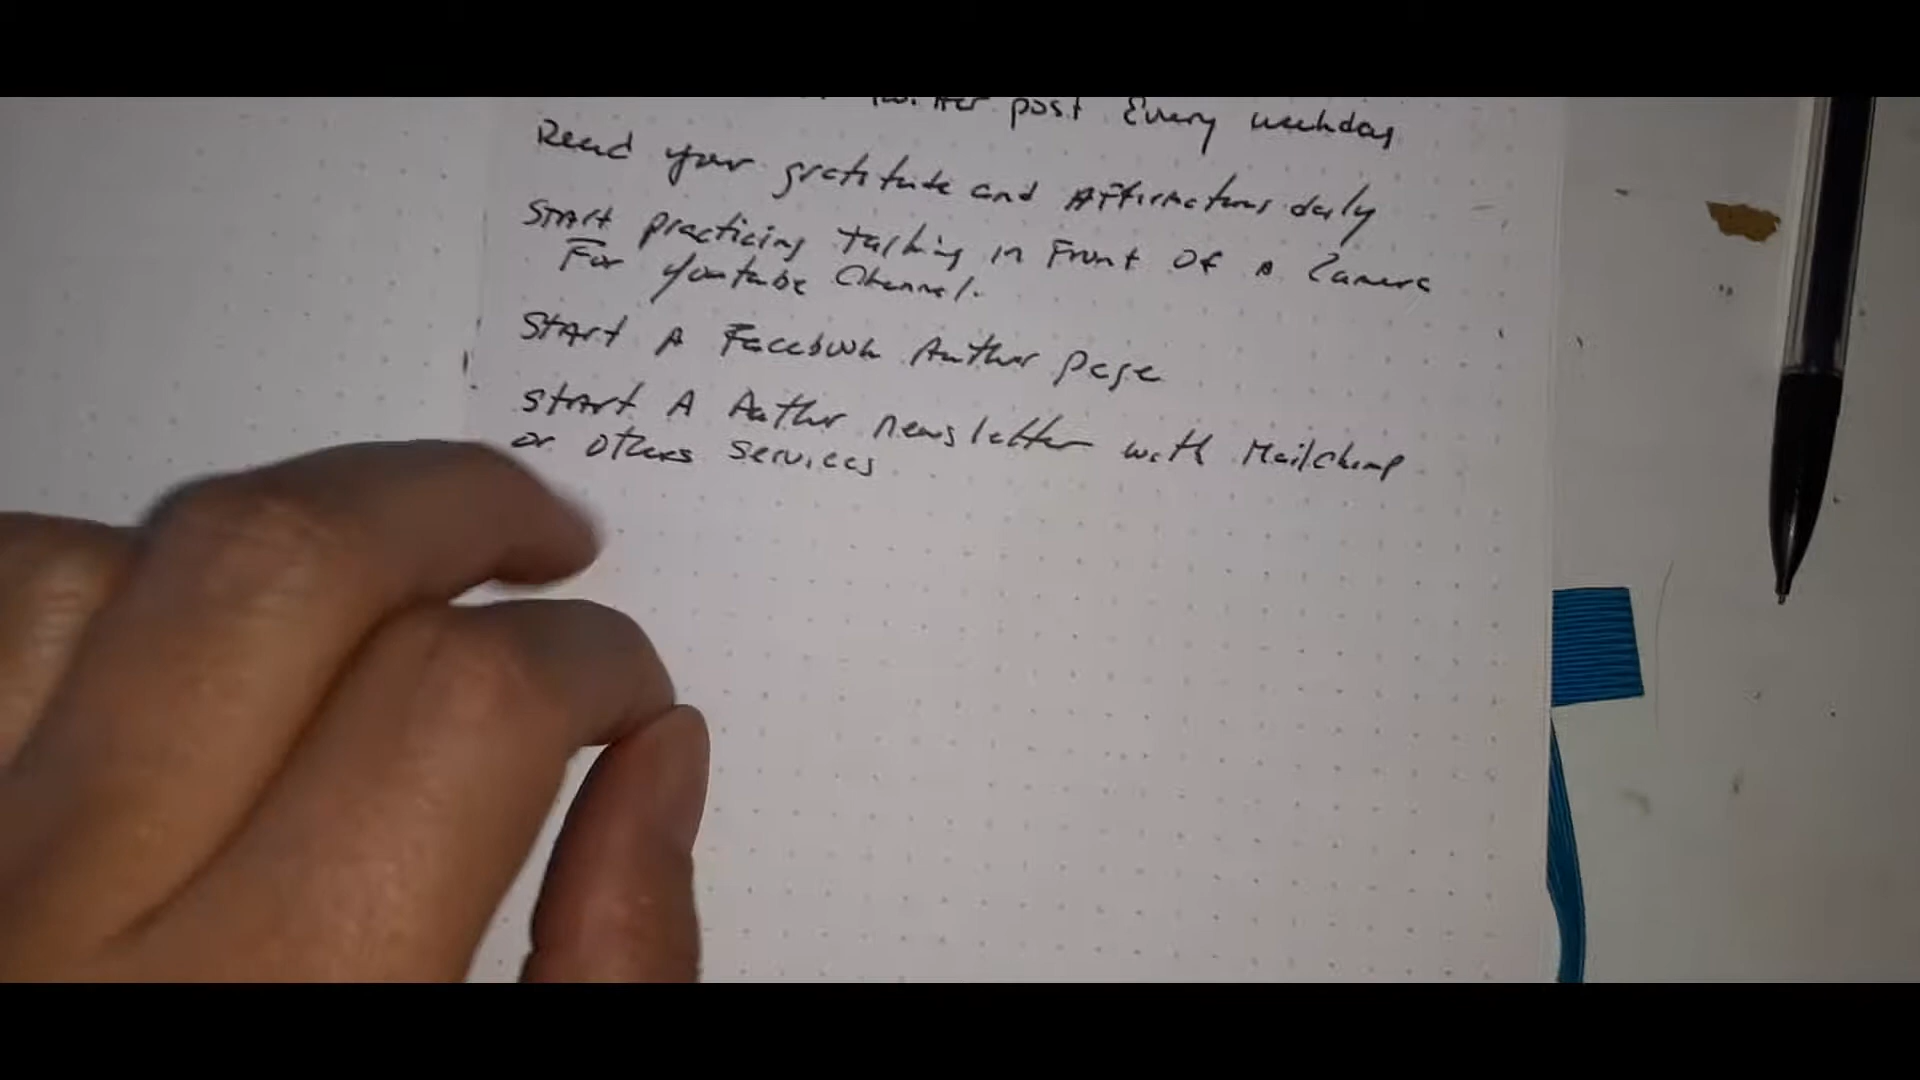 post Every weekday
Read your gratitude and Affirmations daily
Start practicing talking in Front Of a Camera
For youtube Channel.
Start A Facebook Author page
Start A Author newsletter with Mailchimp
or others services